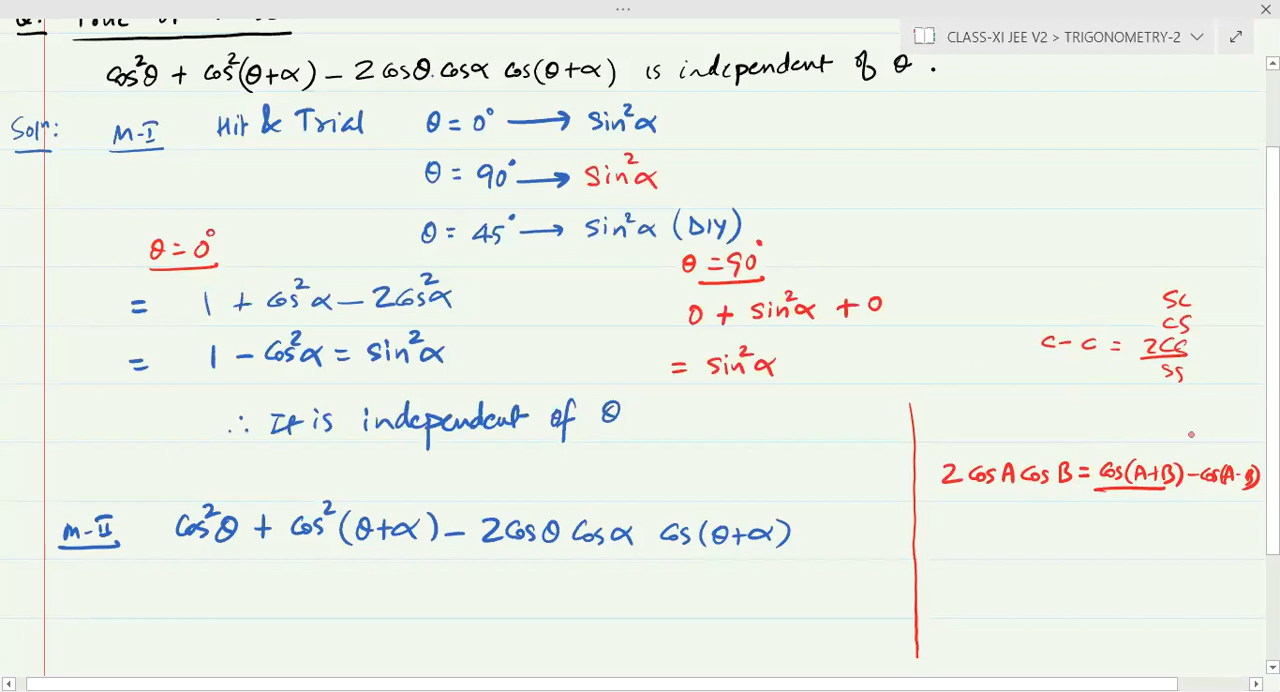 CLASS-XI JEE V2 > TRIGONOMETRY-2
cos²θ + cos²(θ+α) - 2 cosθ. cosα cos(θ+α) is independent of θ .
Solⁿ: M-I Hit & Trial θ = 0° → sin²α
θ = 90° → sin²α
θ = 45° → sin²α (DIY)
θ = 0°
= 1 + cos²α - 2cos²α
= 1 - cos²α = sin²α
θ = 90°
0 + sin²α + 0
= sin²α
SC
CS
C - C = 2CC
SS
∴ It is independent of θ
2 cos A cos B = cos(A+B) - cos(A-B)
M-II cos²θ + cos²(θ+α) - 2cosθ cosα cos(θ+α)